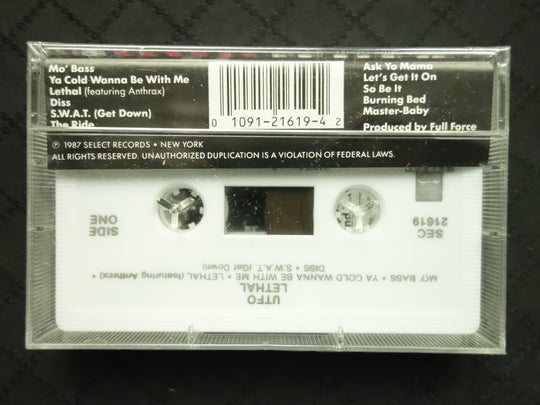 Mo' Bass
Ya Cold Wanna Be With Me
Lethal (featuring Anthrax)
Diss
S.W.A.T. (Get Down)
The Ride
0 1091-21619-4 2
Ask Yo Mama
Let's Get It On
So Be It
Burning Bed
Master-Baby
Produced by Full Force
℗ 1987 SELECT RECORDS • NEW YORK
ALL RIGHTS RESERVED. UNAUTHORIZED DUPLICATION IS A VIOLATION OF FEDERAL LAWS.
UTFO
LETHAL
MO' BASS • YA COLD WANNA BE WITH ME • LETHAL (featuring Anthrax) •
DISS • S.W.A.T. (Get Down)
SIDE
ONE
SEC
21619